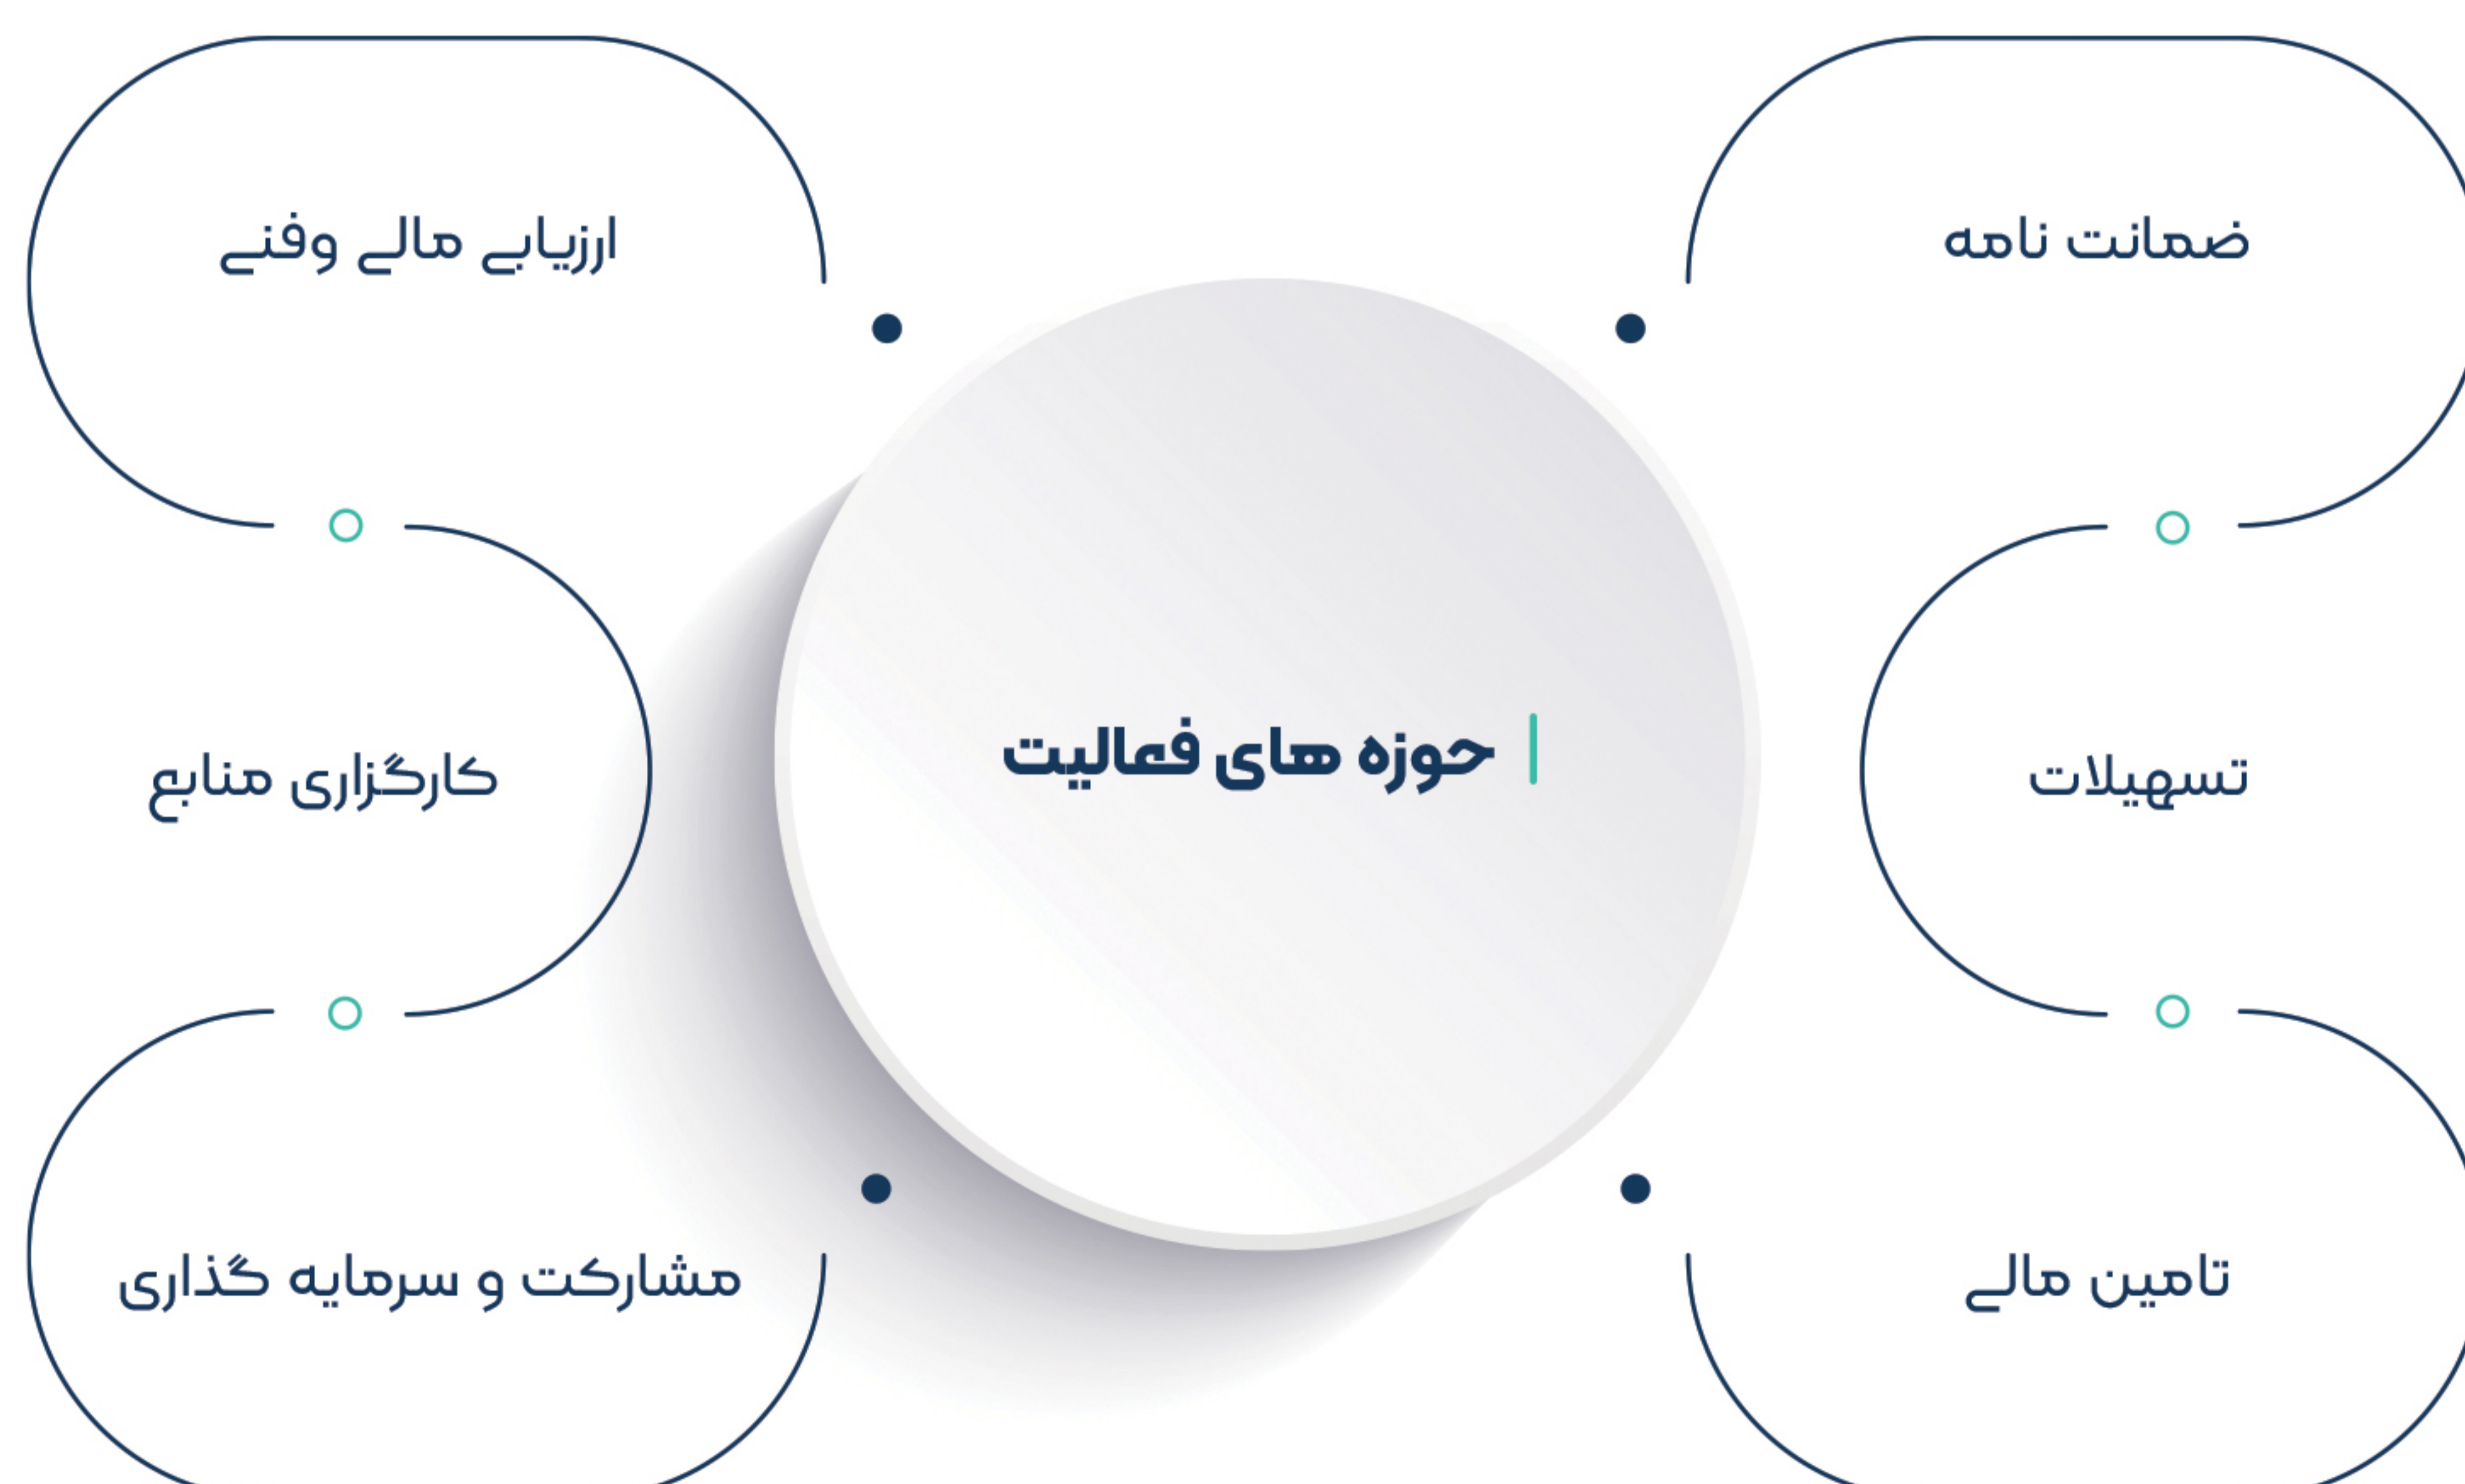 حوزه های فعالیت
ضمانت نامه
تسهیلات
تامین مالی
ارزیابی مالی وفنی
کارگزاری منابع
مشارکت و سرمایه گذاری